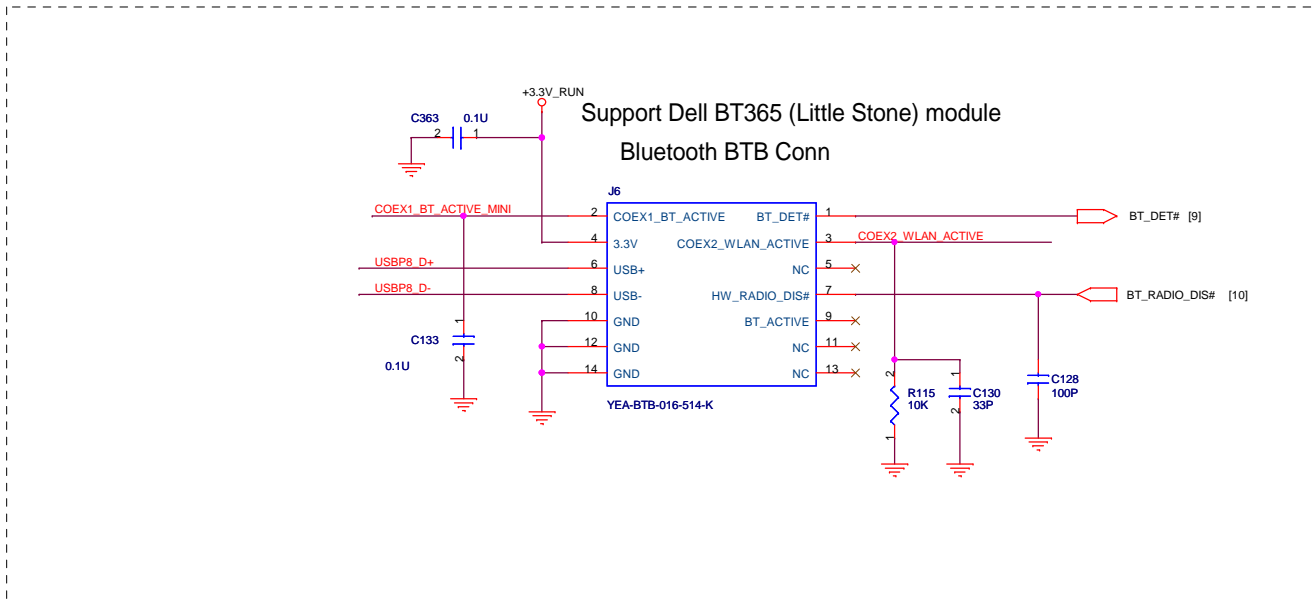 +3.3V_RUN
Support Dell BT365 (Little Stone) module
Bluetooth BTB Conn
C363 0.1U
2 1
J6
COEX1_BT_ACTIVE_MINI 2 COEX1_BT_ACTIVE BT_DET# 1 BT_DET# [9]
4 3.3V COEX2_WLAN_ACTIVE 3 COEX2_WLAN_ACTIVE
USBP8_D+ 6 USB+ NC 5
USBP8_D- 8 USB- HW_RADIO_DIS# 7 BT_RADIO_DIS# [10]
10 GND BT_ACTIVE 9
12 GND NC 11
14 GND NC 13
1
C133
2
0.1U
YEA-BTB-016-514-K
2
R115
10K
1
1
C130
33P
2
C128
100P